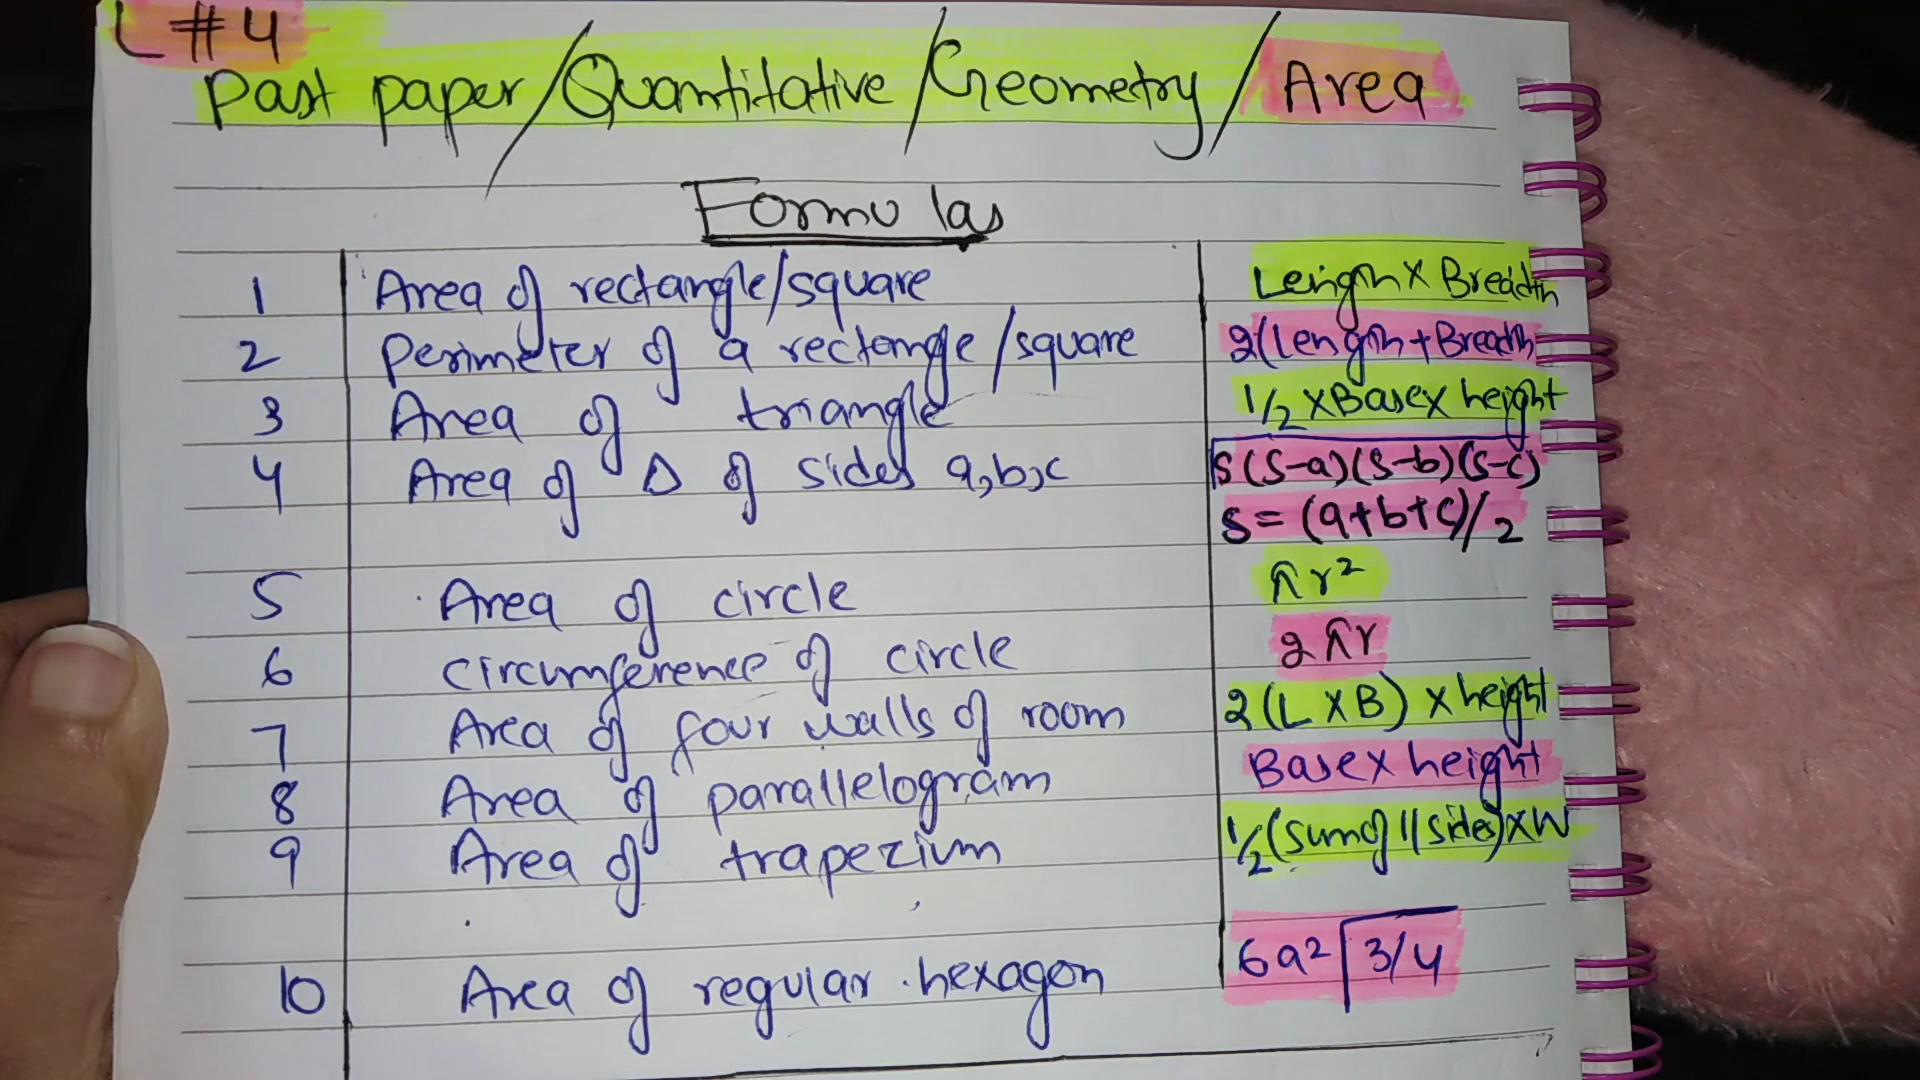 L #4
Past paper/Quantitative/Geometry/Area
Formulas
1 Area of rectangle/square Length X Breadth
2 Perimeter of a rectangle/square 2(Length+Breadth
3 Area of triangle 1/2 XBaseX height
4 Area of Δ of sides a,b,c √s(s-a)(s-b)(s-c)
s = (a+b+c)/2
5 Area of circle πr²
6 circumference of circle 2πr
7 Area of four walls of room 2(L X B) X height
8 Area of parallelogram BaseX height
9 Area of trapezium 1/2(Sum of || sides)XW
10 Area of regular hexagon 6a²√3/4